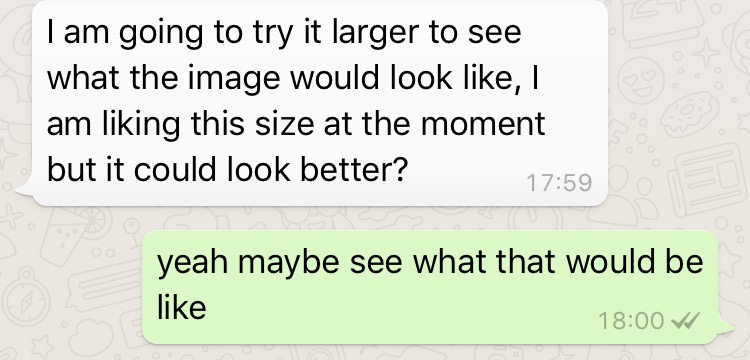 I am going to try it larger to see
what the image would look like, I
am liking this size at the moment
but it could look better?
17:59
yeah maybe see what that would be
like
18:00